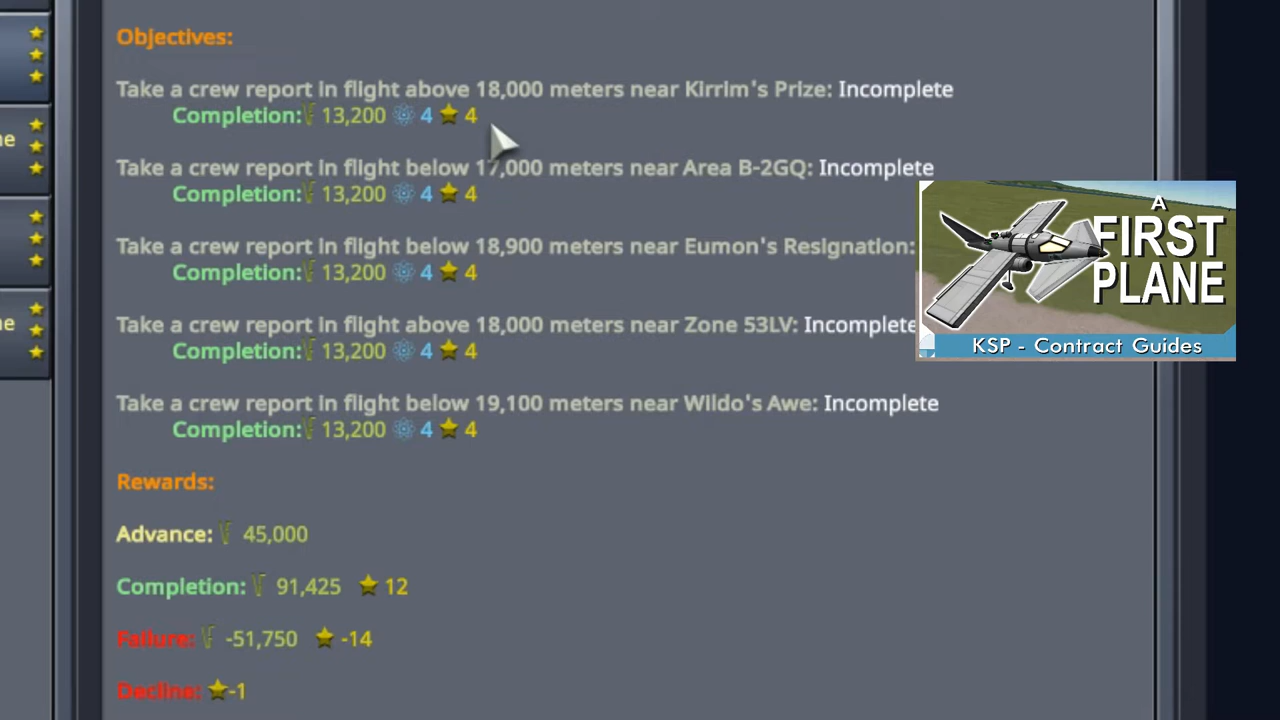 Objectives:
Take a crew report in flight above 18,000 meters near Kirrim's Prize: Incomplete
Completion: 13,200 4 4
Take a crew report in flight below 17,000 meters near Area B-2GQ: Incomplete
ne
Completion: 13,200 4 4
Take a crew report in flight below 18,900 meters near Eumon's Resignation:
Completion: 13,200 4 4
A
FIRST
PLANE
KSP - Contract Guides
Take a crew report in flight above 18,000 meters near Zone 53LV: Incomplete
ne
Completion: 13,200 4 4
Take a crew report in flight below 19,100 meters near Wildo's Awe: Incomplete
Completion: 13,200 4 4
Rewards:
Advance: 45,000
Completion: 91,425 12
Failure: -51,750 -14
Decline: -1